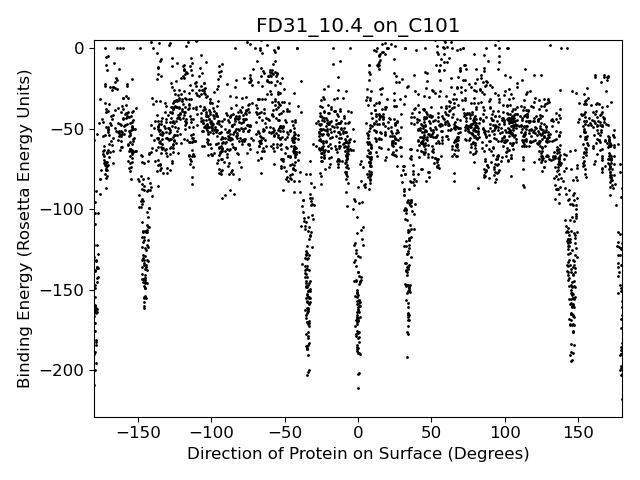 FD31_10.4_on_C101
Binding Energy (Rosetta Energy Units)
0
−50
−100
−150
−200
−150 −100 −50 0 50 100 150
Direction of Protein on Surface (Degrees)